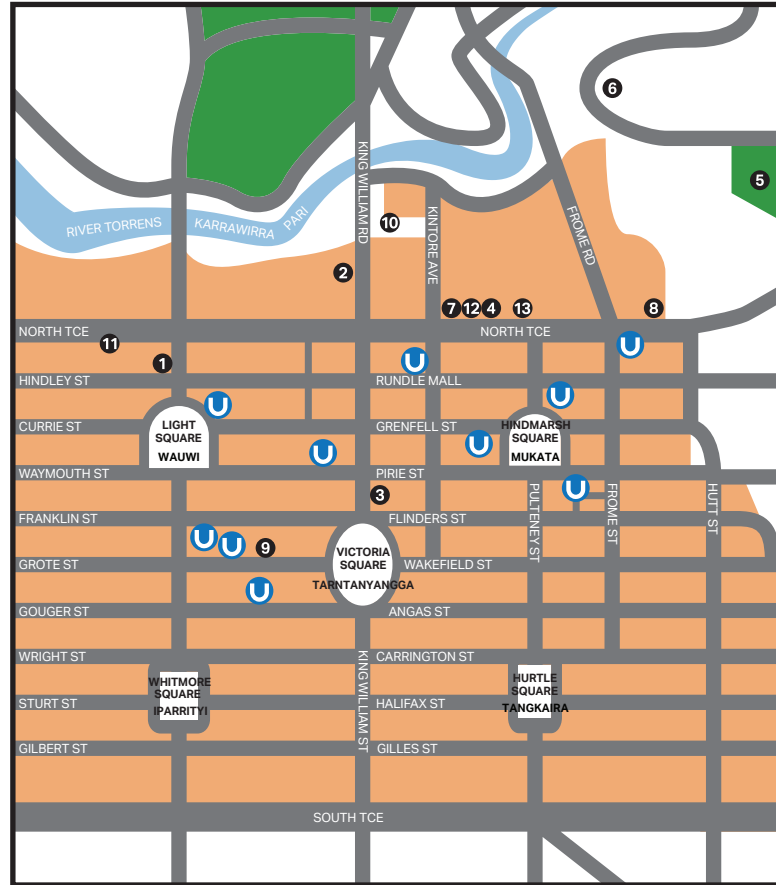 6
5
KING WILLIAM RD
10
KINTORE AVE
FROME RD
RIVER TORRENS
KARRAWIRRA
PARI
2
7
12
4
13
8
NORTH TCE
NORTH TCE
11
1
U
U
HINDLEY ST
RUNDLE MALL
U
U
CURRIE ST
LIGHT
SQUARE
WAUWI
GRENFELL ST
HINDMARSH
SQUARE
MUKATA
U
U
WAYMOUTH ST
PIRIE ST
3
U
PULTENEY ST
FROME ST
HUTT ST
FRANKLIN ST
FLINDERS ST
U
U
9
VICTORIA
SQUARE
TARNTANYANGGA
GROTE ST
WAKEFIELD ST
U
GOUGER ST
ANGAS ST
WRIGHT ST
KING WILLIAM ST
CARRINGTON ST
WHITMORE
SQUARE
IPARRITYI
HURTLE
SQUARE
TANGKAIRA
STURT ST
HALIFAX ST
GILBERT ST
GILLES ST
SOUTH TCE